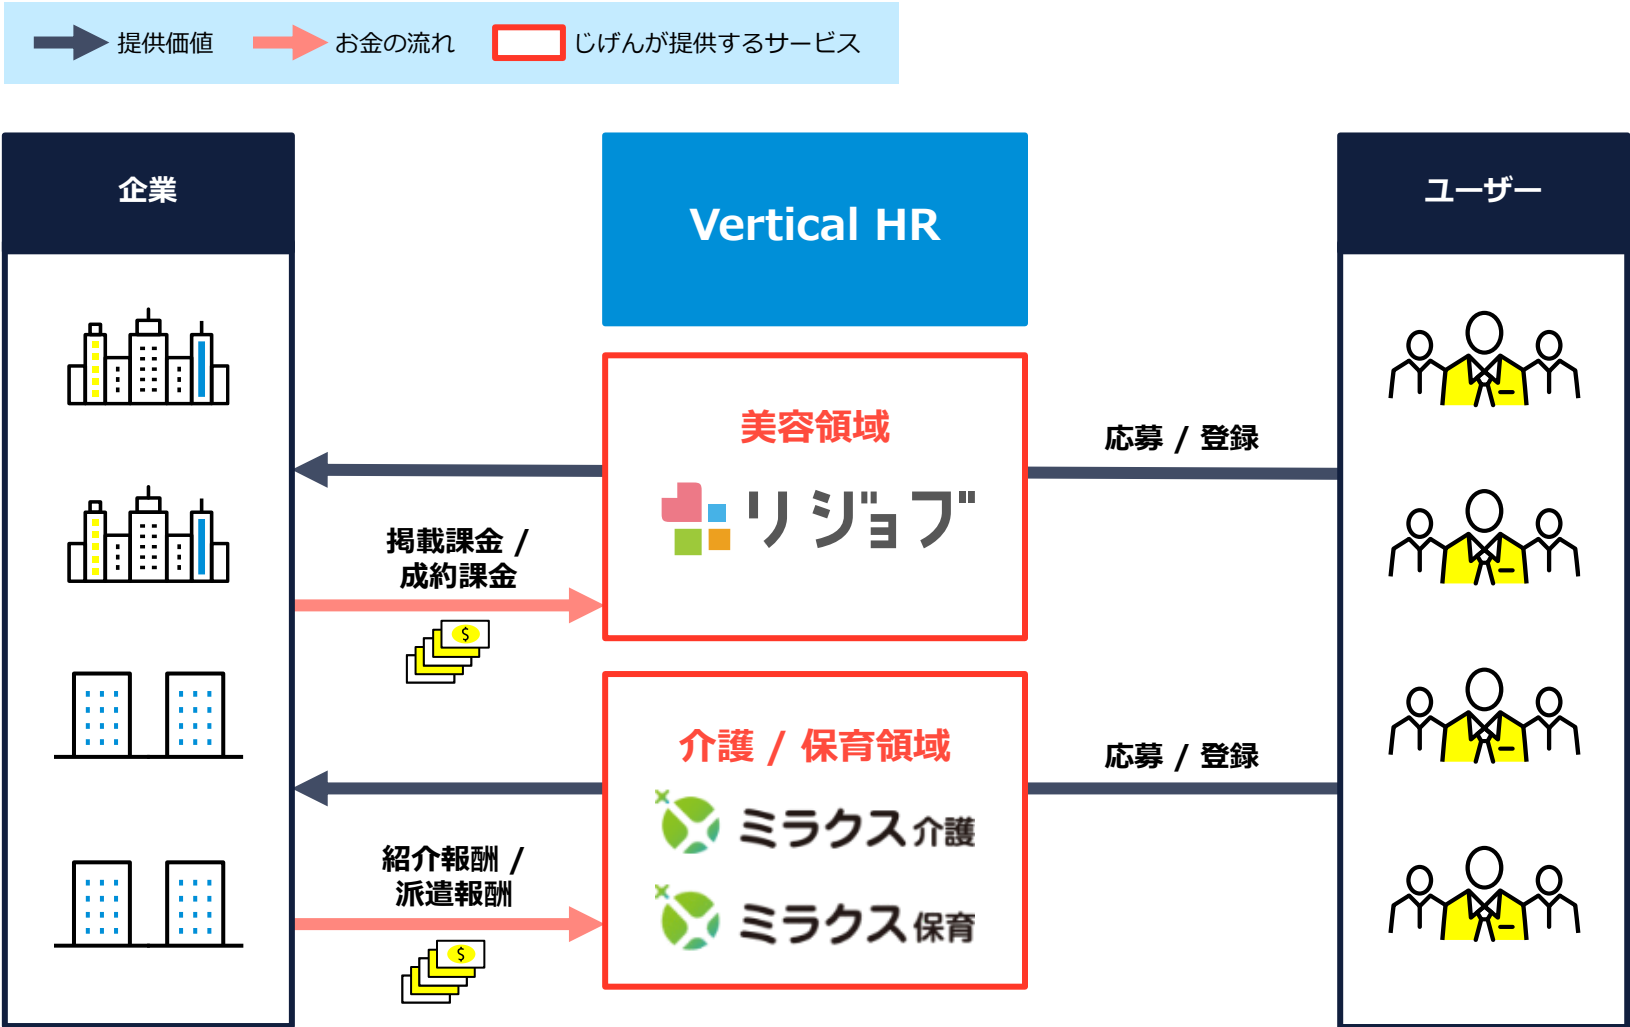 提供価値
お金の流れ
じげんが提供するサービス
企業
Vertical HR
ユーザー
美容領域
リジョブ
応募 / 登録
掲載課金 /
成約課金
$
介護 / 保育領域
ミラクス介護
ミラクス保育
応募 / 登録
紹介報酬 /
派遣報酬
$